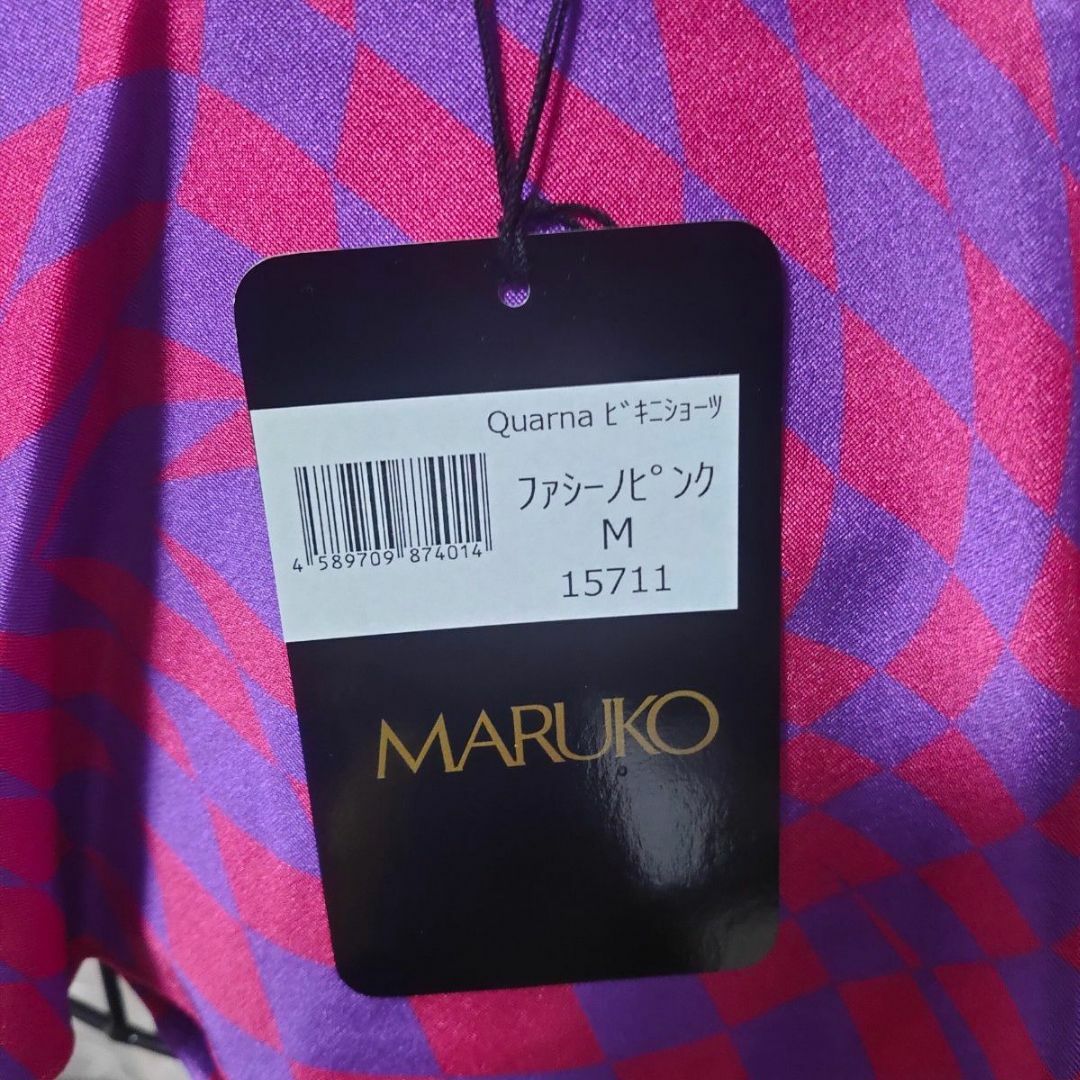 Quarna ﾋﾞｷﾆｼｮｰﾂ
ﾌｧｼｰﾉﾋﾟﾝｸ
M
15711
4 589709 874014
MARUKO